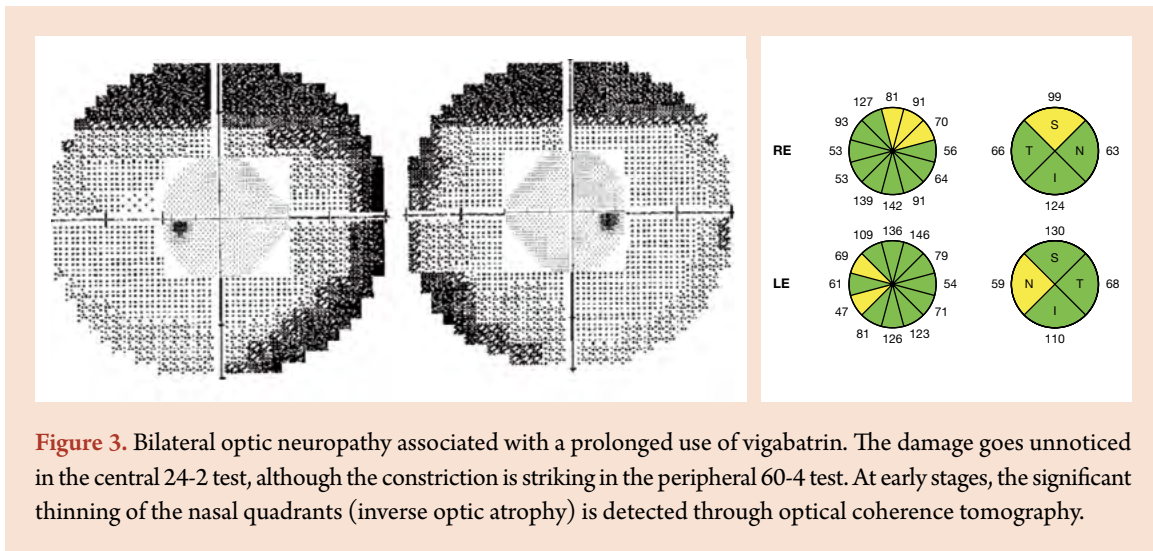 RE
127 81 91
93 70
53 56
53 64
139 142 91
99
S
66 T N 63
I
124
LE
109 136 146
69 79
61 54
47 71
81 126 123
130
S
59 N T 68
I
110
Figure 3. Bilateral optic neuropathy associated with a prolonged use of vigabatrin. The damage goes unnoticed
in the central 24-2 test, although the constriction is striking in the peripheral 60-4 test. At early stages, the significant
thinning of the nasal quadrants (inverse optic atrophy) is detected through optical coherence tomography.